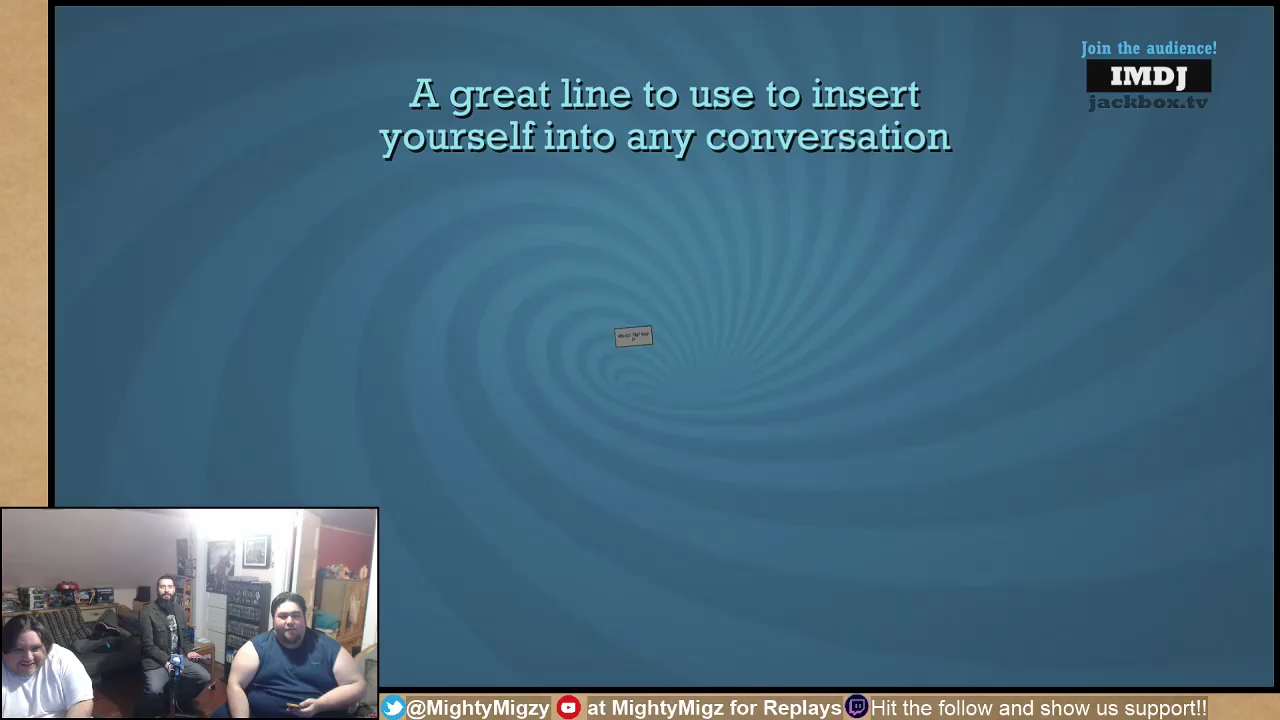 Join the audience!
IMDJ
jackbox.tv
A great line to use to insert
yourself into any conversation
@MightyMigzy
at MightyMigz for Replays
Hit the follow and show us support!!